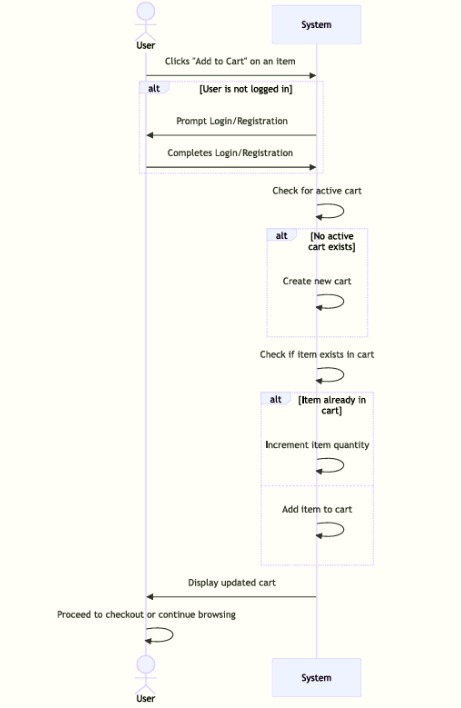 User
System
Clicks "Add to Cart" on an item
alt
[User is not logged in]
Prompt Login/Registration
Completes Login/Registration
Check for active cart
alt
[No active
cart exists]
Create new cart
Check if item exists in cart
alt
[Item already in
cart]
Increment item quantity
Add item to cart
Display updated cart
Proceed to checkout or continue browsing
User
System